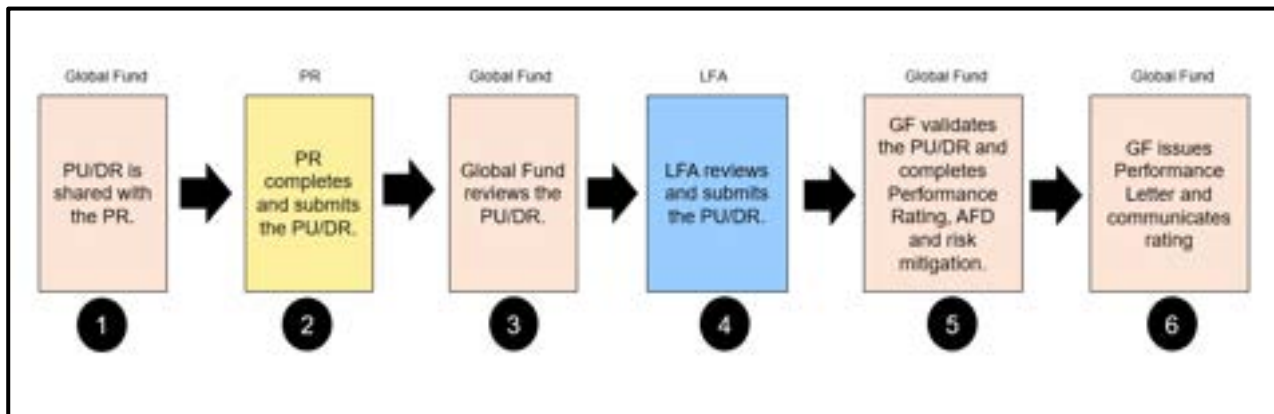 Global Fund
PU/DR is
shared with
the PR.
1
PR
PR
completes
and submits
the PU/DR.
2
Global Fund
Global Fund
reviews the
PU/DR.
3
LFA
LFA reviews
and submits
the PU/DR.
4
Global Fund
GF validates
the PU/DR and
completes
Performance
Rating, AFD
and risk
mitigation.
5
Global Fund
GF issues
Performance
Letter and
communicates
rating
6